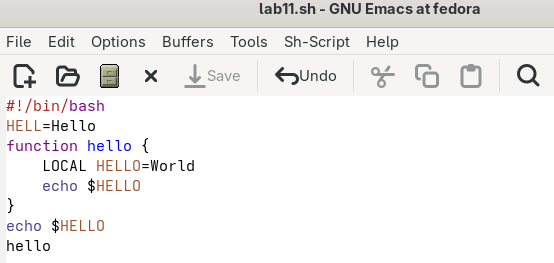 lab11.sh - GNU Emacs at fedora
File Edit Options Buffers Tools Sh-Script Help
Save Undo
#!/bin/bash
HELL=Hello
function hello {
    LOCAL HELLO=World
    echo $HELLO
}
echo $HELLO
hello